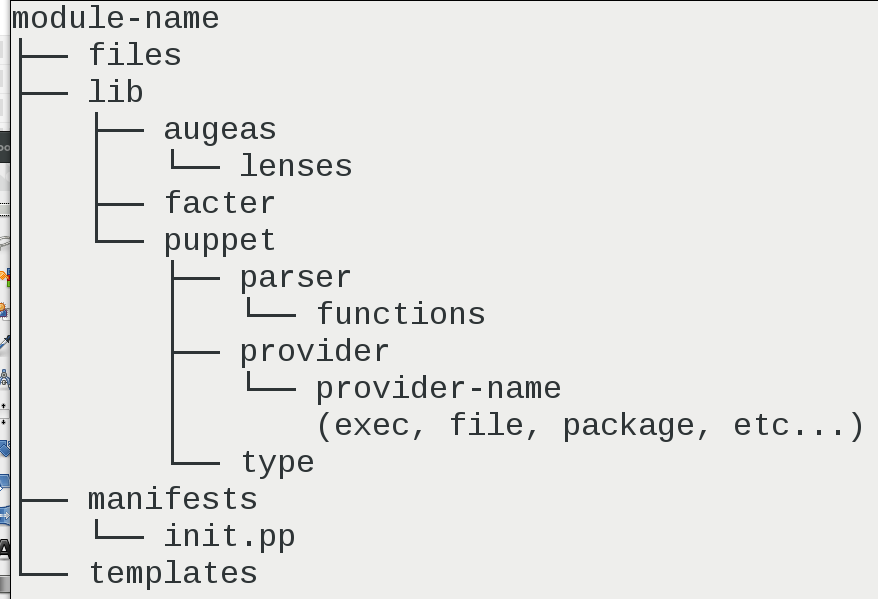 module-name
files
lib
augeas
lenses
facter
puppet
parser
functions
provider
provider-name
(exec, file, package, etc...)
type
manifests
init.pp
templates